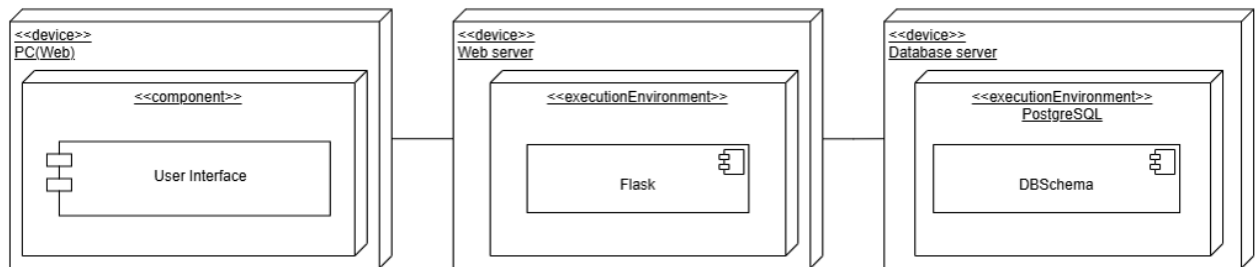 <<device>>
PC(Web)
<<component>>
User Interface
<<device>>
Web server
<<executionEnvironment>>
Flask
<<device>>
Database server
<<executionEnvironment>>
PostgreSQL
DBSchema